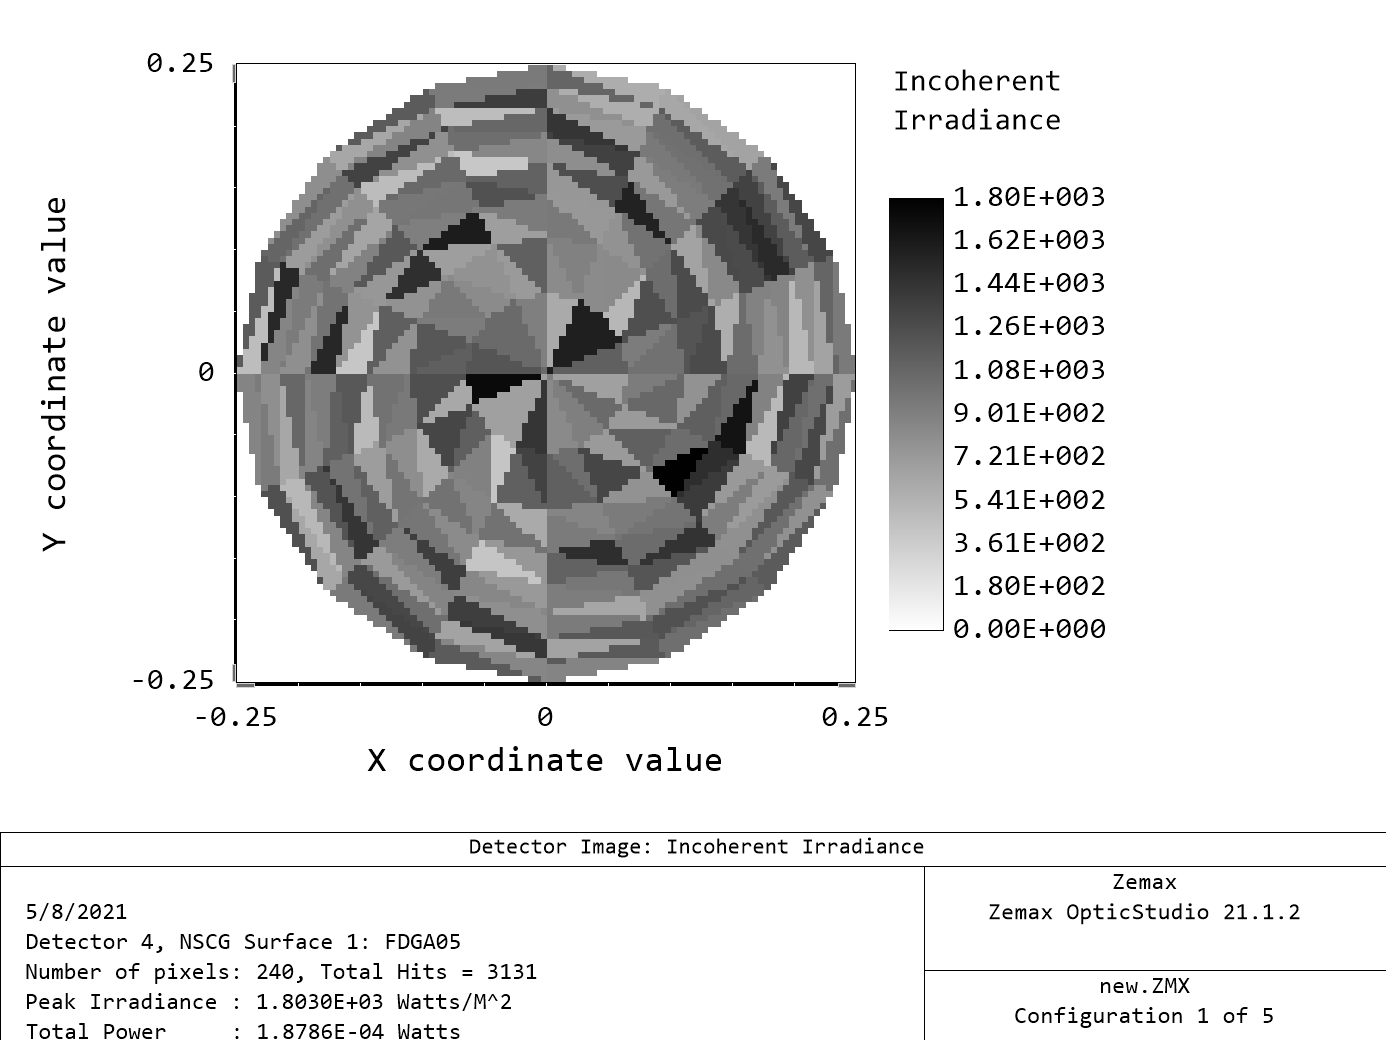 0.25
0
-0.25
-0.25
0
0.25
X coordinate value
Y coordinate value
Incoherent
Irradiance
1.80E+003
1.62E+003
1.44E+003
1.26E+003
1.08E+003
9.01E+002
7.21E+002
5.41E+002
3.61E+002
1.80E+002
0.00E+000
Detector Image: Incoherent Irradiance
5/8/2021
Detector 4, NSCG Surface 1: FDGA05
Number of pixels: 240, Total Hits = 3131
Peak Irradiance : 1.8030E+03 Watts/M^2
Total Power     : 1.8786E-04 Watts
Zemax
Zemax OpticStudio 21.1.2
new.ZMX
Configuration 1 of 5